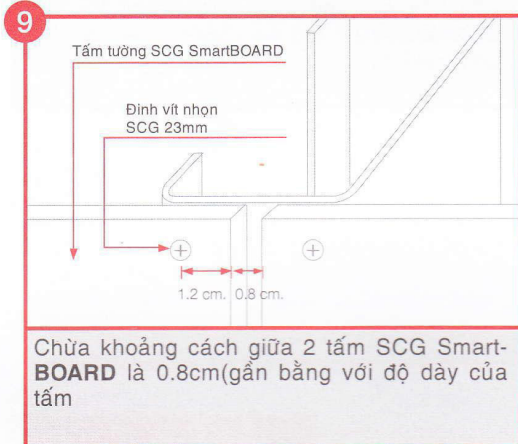 9
Tấm tường SCG SmartBOARD
Đinh vít nhọn
SCG 23mm
1.2 cm. 0.8 cm.
Chừa khoảng cách giữa 2 tấm SCG Smart-
BOARD là 0.8cm(gần bằng với độ dày của
tấm